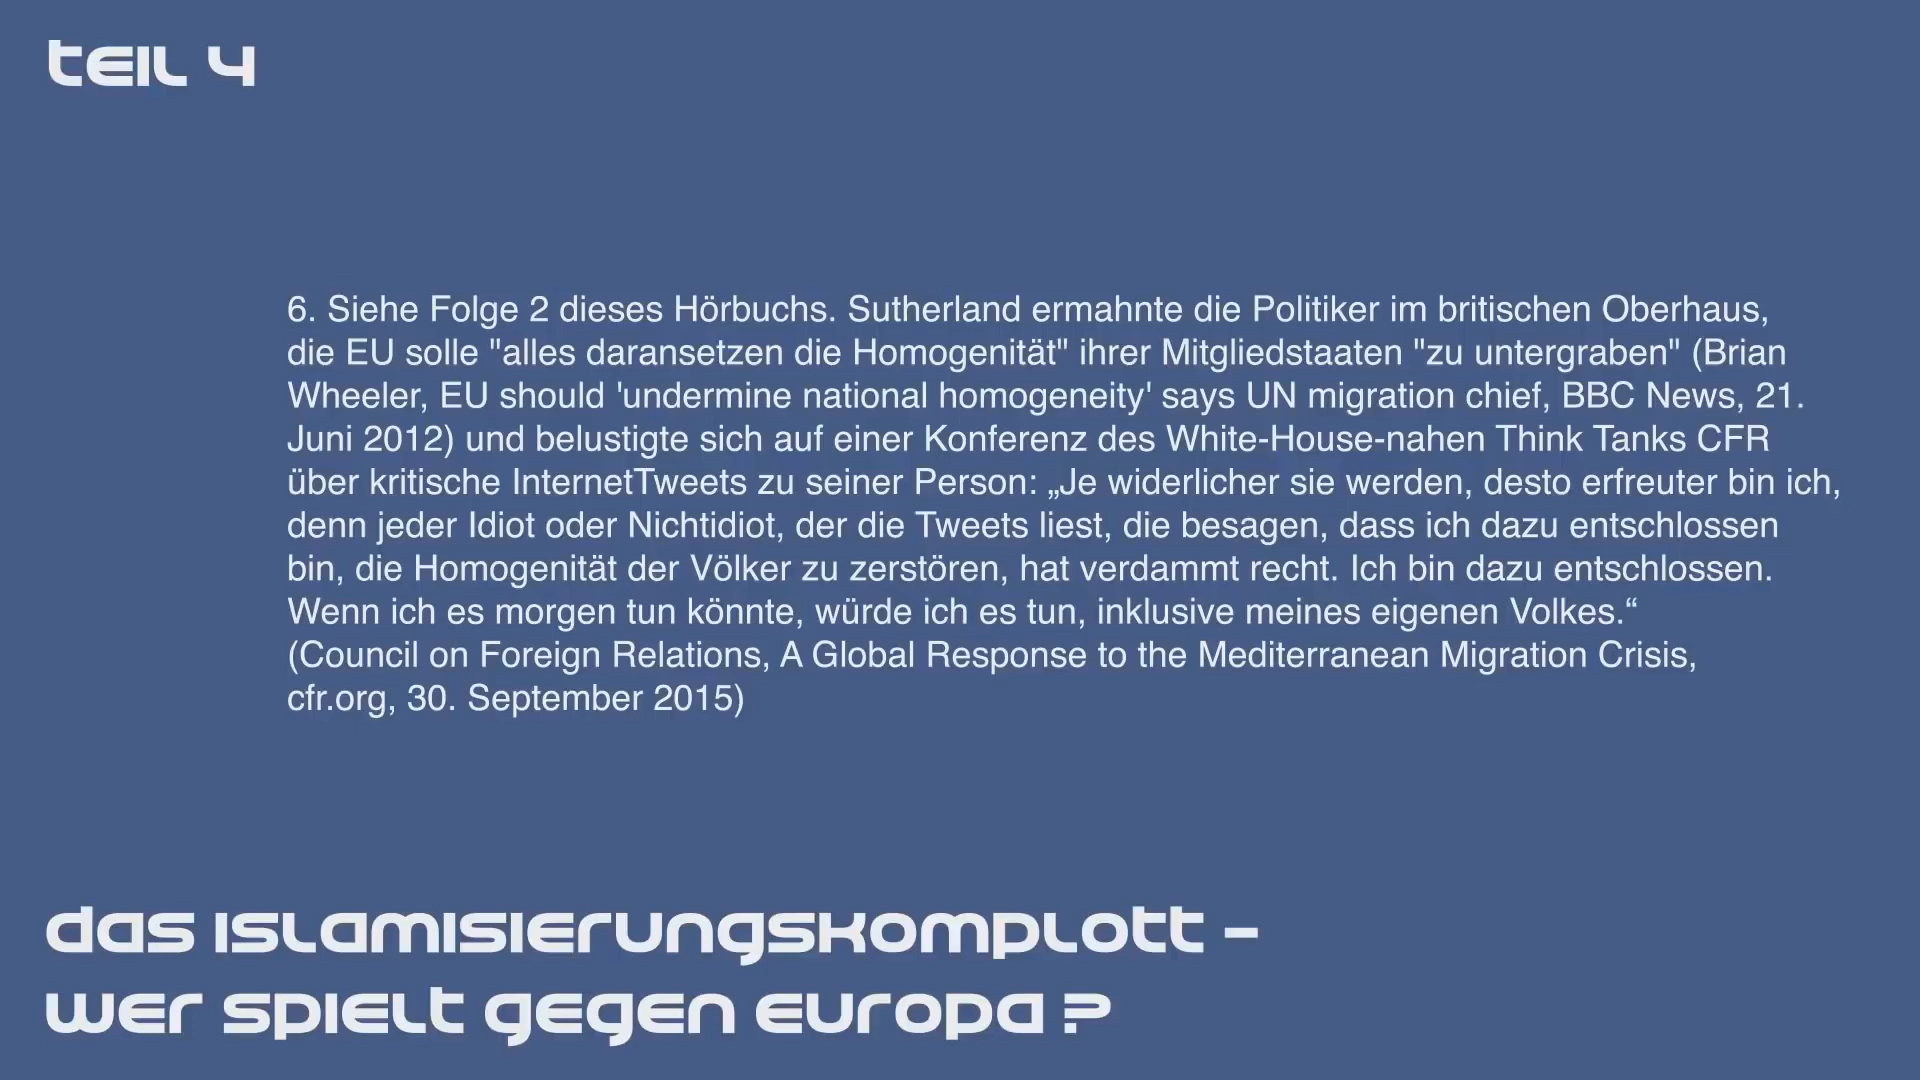 Teil 4
6. Siehe Folge 2 dieses Hörbuchs. Sutherland ermahnte die Politiker im britischen Oberhaus,
die EU solle "alles daransetzen die Homogenität" ihrer Mitgliedstaaten "zu untergraben" (Brian
Wheeler, EU should 'undermine national homogeneity' says UN migration chief, BBC News, 21.
Juni 2012) und belustigte sich auf einer Konferenz des White-House-nahen Think Tanks CFR
über kritische InternetTweets zu seiner Person: „Je widerlicher sie werden, desto erfreuter bin ich,
denn jeder Idiot oder Nichtidiot, der die Tweets liest, die besagen, dass ich dazu entschlossen
bin, die Homogenität der Völker zu zerstören, hat verdammt recht. Ich bin dazu entschlossen.
Wenn ich es morgen tun könnte, würde ich es tun, inklusive meines eigenen Volkes.“
(Council on Foreign Relations, A Global Response to the Mediterranean Migration Crisis,
cfr.org, 30. September 2015)
Das Islamisierungskomplott –
Wer spielt gegen Europa ?